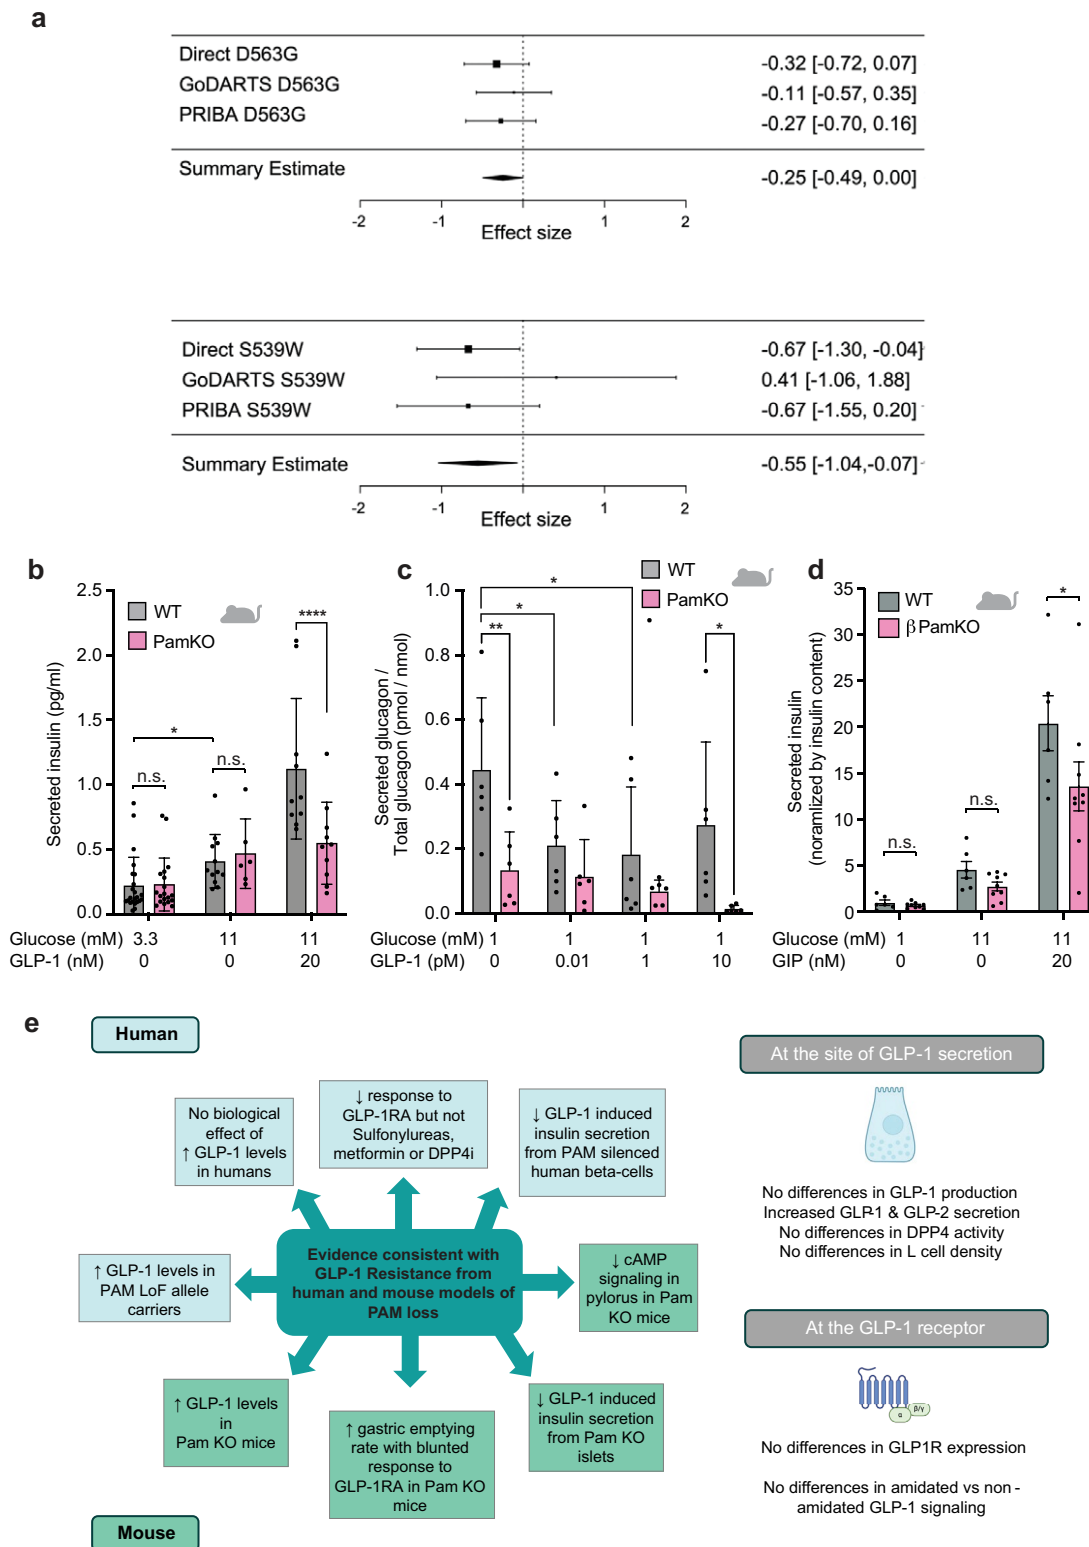 a
Direct D563G
-0.32 [-0.72, 0.07]
GoDARTS D563G
-0.11 [-0.57, 0.35]
PRIBA D563G
-0.27 [-0.70, 0.16]
Summary Estimate
-0.25 [-0.49, 0.00]
-2 -1 1 2
Effect size
Direct S539W
-0.67 [-1.30, -0.04]
GoDARTS S539W
0.41 [-1.06, 1.88]
PRIBA S539W
-0.67 [-1.55, 0.20]
Summary Estimate
-0.55 [-1.04,-0.07]
-2 -1 1 2
Effect size
b
Secreted insulin (pg/ml)
2.5
2.0
1.5
1.0
0.5
0.0
WT
PamKO
n.s.
*
n.s.
****
Glucose (mM) 3.3 11 11
GLP-1 (nM) 0 0 20
c
Secreted glucagon /
Total glucagon (pmol / nmol)
1.0
0.8
0.6
0.4
0.2
0.0
WT
PamKO
*
*
**
*
Glucose (mM) 1 1 1 1
GLP-1 (pM) 0 0.01 1 10
d
Secreted insulin
(noramilized by insulin content)
35
30
25
20
15
10
5
0
WT
βPamKO
n.s.
n.s.
*
Glucose (mM) 1 11 11
GIP (nM) 0 0 20
e
Human
No biological
effect of
↑ GLP-1 levels
in humans
↓ response to
GLP-1RA but not
Sulfonylureas,
metformin or DPP4i
↓ GLP-1 induced
insulin secretion
from PAM silenced
human beta-cells
↑ GLP-1 levels in
PAM LoF allele
carriers
Evidence consistent with
GLP-1 Resistance from
human and mouse models of
PAM loss
↓ cAMP
signaling in
pylorus in Pam
KO mice
↑ GLP-1 levels
in
Pam KO mice
↑ gastric emptying
rate with blunted
response to
GLP-1RA in Pam KO
mice
↓ GLP-1 induced
insulin secretion
from Pam KO
islets
Mouse
At the site of GLP-1 secretion
No differences in GLP-1 production
Increased GLP-1 & GLP-2 secretion
No differences in DPP4 activity
No differences in L cell density
At the GLP-1 receptor
α
β/γ
No differences in GLP1R expression
No differences in amidated vs non -
amidated GLP-1 signaling